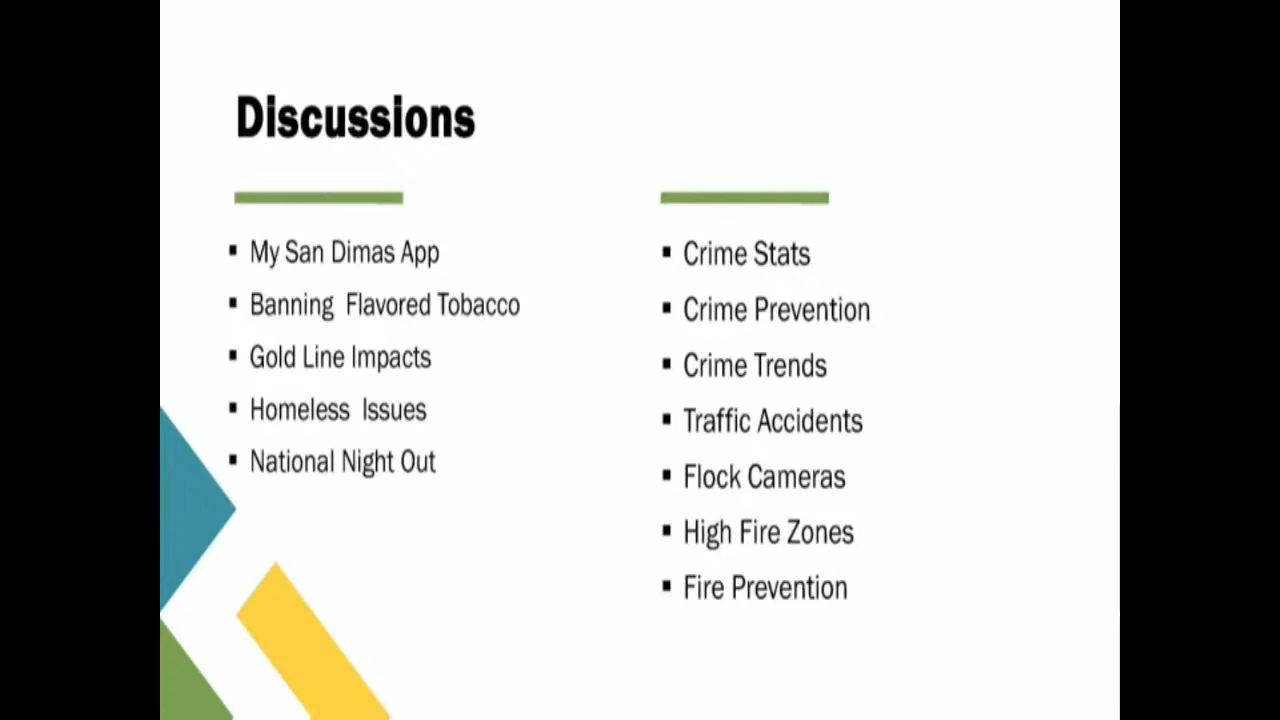 Discussions
▪ My San Dimas App
▪ Banning  Flavored Tobacco
▪ Gold Line Impacts
▪ Homeless  Issues
▪ National Night Out
▪ Crime Stats
▪ Crime Prevention
▪ Crime Trends
▪ Traffic Accidents
▪ Flock Cameras
▪ High Fire Zones
▪ Fire Prevention